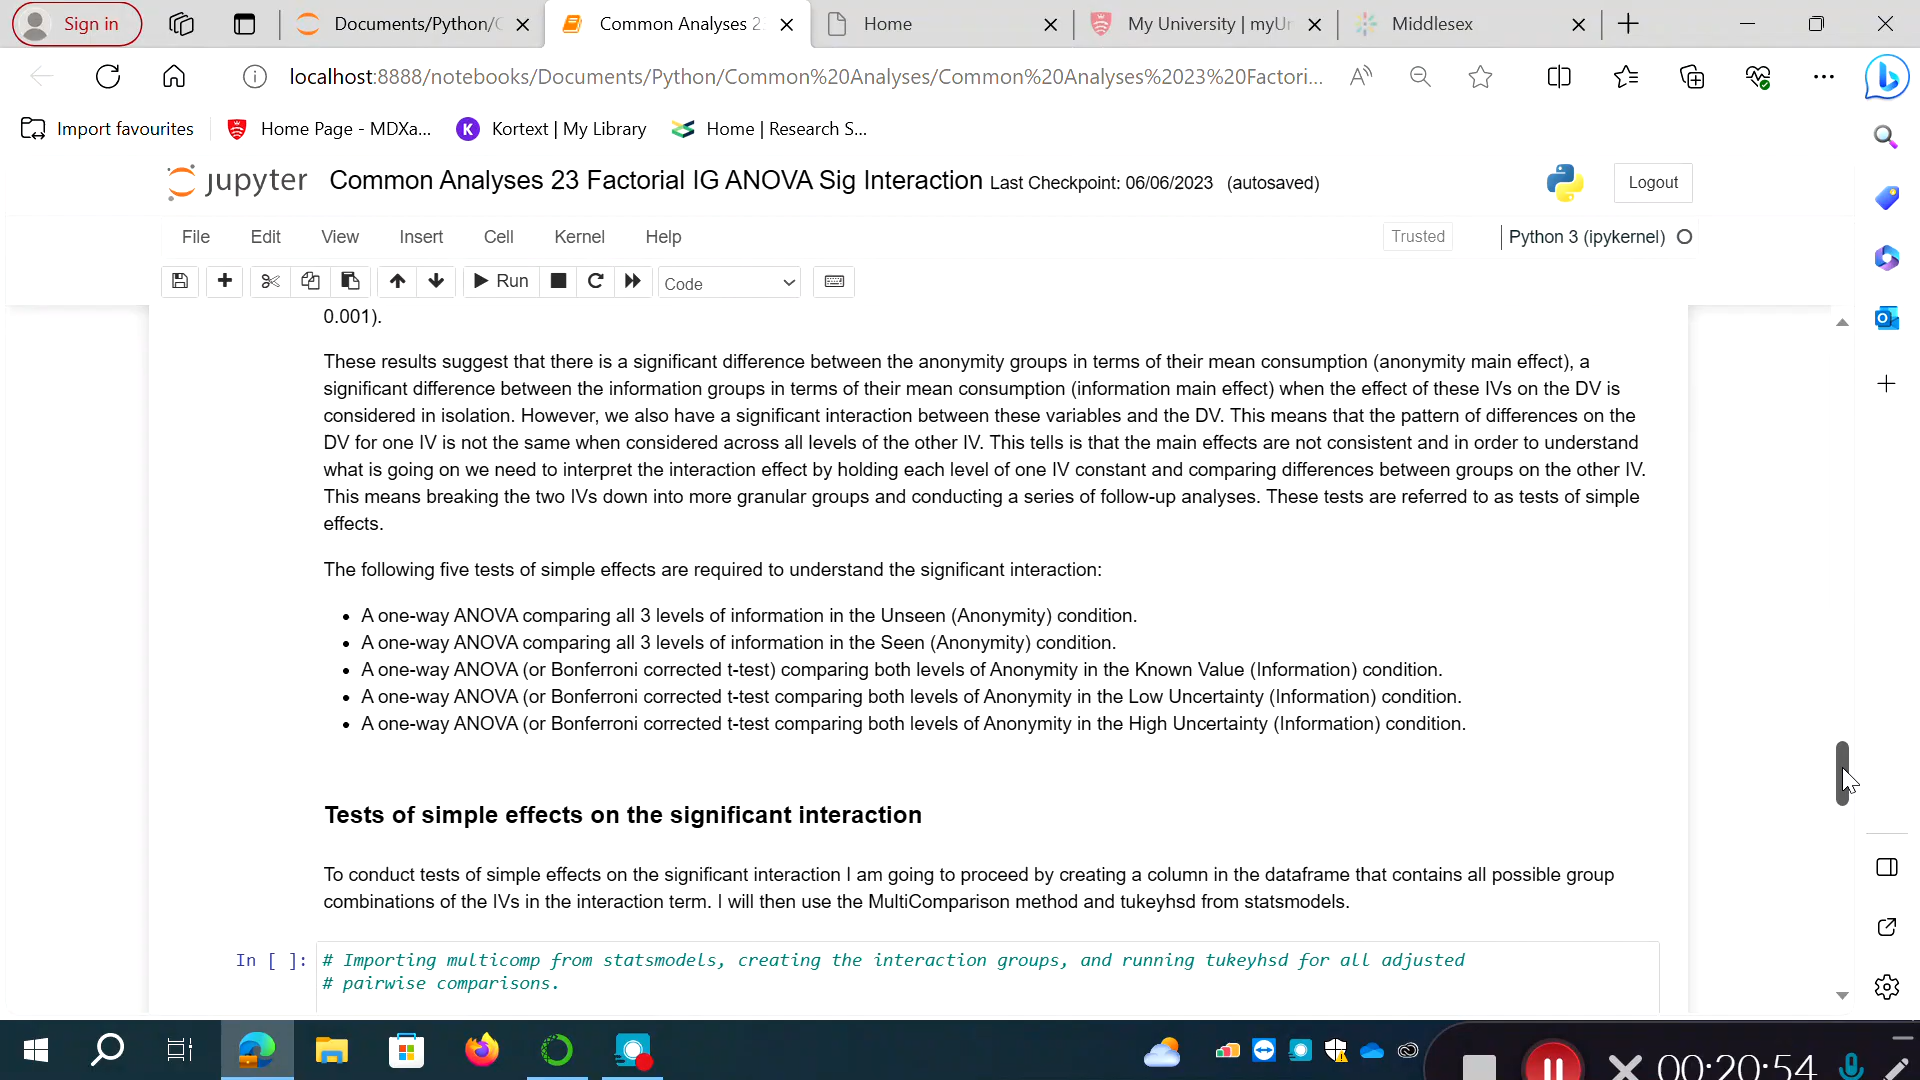 Sign in
Documents/Python/C
Common Analyses 2
Home
My University | myUr
Middlesex
localhost:8888/notebooks/Documents/Python/Common%20Analyses/Common%20Analyses%2023%20Factori...
Import favourites
Home Page - MDXa...
K Kortext | My Library
Home | Research S...
jupyter Common Analyses 23 Factorial IG ANOVA Sig Interaction Last Checkpoint: 06/06/2023 (autosaved)
Logout
File Edit View Insert Cell Kernel Help
Trusted
Python 3 (ipykernel)
Run
Code
0.001).
These results suggest that there is a significant difference between the anonymity groups in terms of their mean consumption (anonymity main effect), a
significant difference between the information groups in terms of their mean consumption (information main effect) when the effect of these IVs on the DV is
considered in isolation. However, we also have a significant interaction between these variables and the DV. This means that the pattern of differences on the
DV for one IV is not the same when considered across all levels of the other IV. This tells is that the main effects are not consistent and in order to understand
what is going on we need to interpret the interaction effect by holding each level of one IV constant and comparing differences between groups on the other IV.
This means breaking the two IVs down into more granular groups and conducting a series of follow-up analyses. These tests are referred to as tests of simple
effects.
The following five tests of simple effects are required to understand the significant interaction:
• A one-way ANOVA comparing all 3 levels of information in the Unseen (Anonymity) condition.
• A one-way ANOVA comparing all 3 levels of information in the Seen (Anonymity) condition.
• A one-way ANOVA (or Bonferroni corrected t-test) comparing both levels of Anonymity in the Known Value (Information) condition.
• A one-way ANOVA (or Bonferroni corrected t-test comparing both levels of Anonymity in the Low Uncertainty (Information) condition.
• A one-way ANOVA (or Bonferroni corrected t-test comparing both levels of Anonymity in the High Uncertainty (Information) condition.
Tests of simple effects on the significant interaction
To conduct tests of simple effects on the significant interaction I am going to proceed by creating a column in the dataframe that contains all possible group
combinations of the IVs in the interaction term. I will then use the MultiComparison method and tukeyhsd from statsmodels.
In [ ]: # Importing multicomp from statsmodels, creating the interaction groups, and running tukeyhsd for all adjusted
# pairwise comparisons.
00:20:54